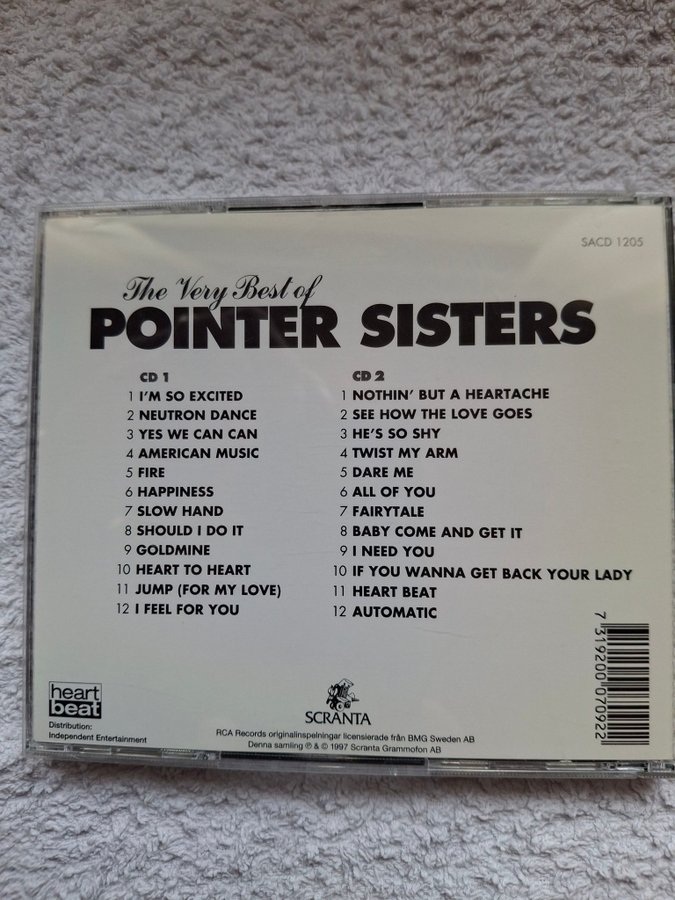 SACD 1205
The Very Best of
POINTER SISTERS
CD 1
1 I'M SO EXCITED
2 NEUTRON DANCE
3 YES WE CAN CAN
4 AMERICAN MUSIC
5 FIRE
6 HAPPINESS
7 SLOW HAND
8 SHOULD I DO IT
9 GOLDMINE
10 HEART TO HEART
11 JUMP (FOR MY LOVE)
12 I FEEL FOR YOU
CD 2
1 NOTHIN' BUT A HEARTACHE
2 SEE HOW THE LOVE GOES
3 HE'S SO SHY
4 TWIST MY ARM
5 DARE ME
6 ALL OF YOU
7 FAIRYTALE
8 BABY COME AND GET IT
9 I NEED YOU
10 IF YOU WANNA GET BACK YOUR LADY
11 HEART BEAT
12 AUTOMATIC
7 319200 070922
heart
beat
Distribution:
Independent Entertainment
SCRANTA
RCA Records originalinspelningar licensierade från BMG Sweden AB
Denna samling ℗ & © 1997 Scranta Grammofon AB